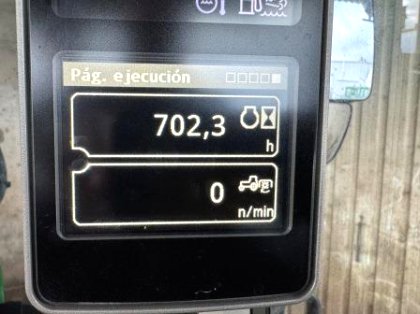 Pág. ejecución
702,3
h
0
n/min